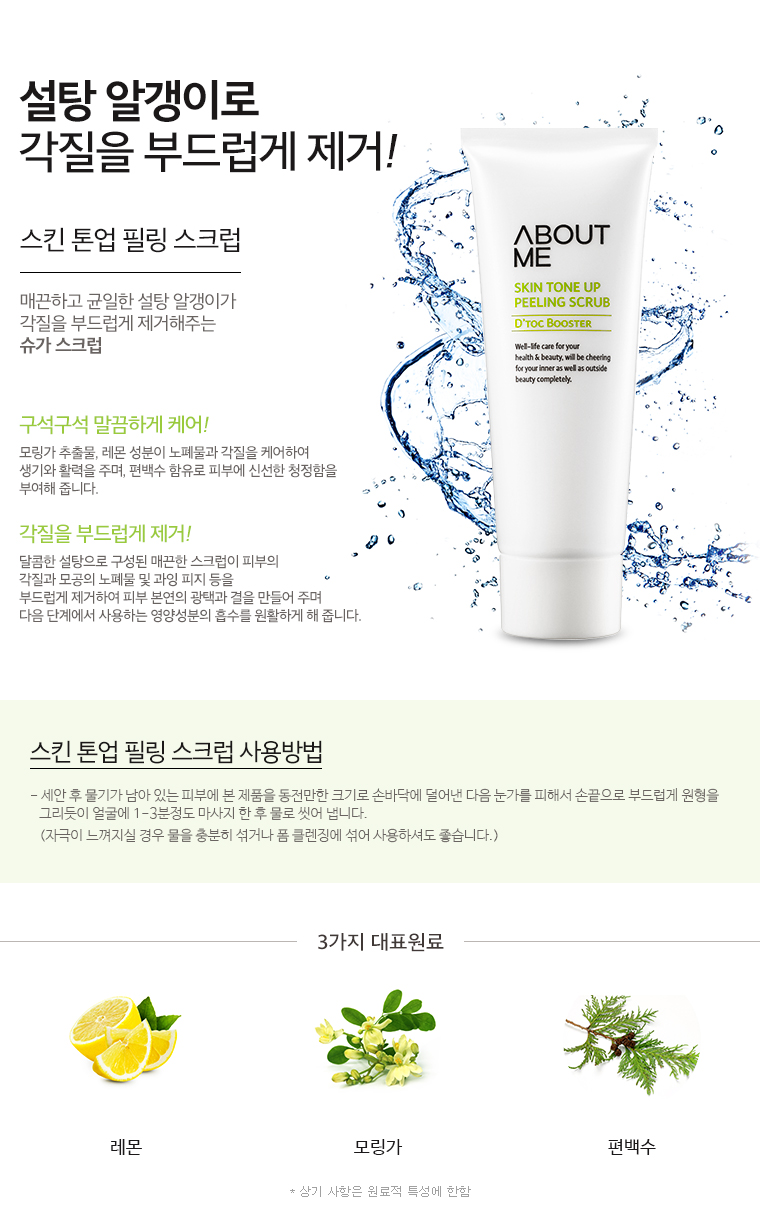 설탕 알갱이로
각질을 부드럽게 제거!
스킨 톤업 필링 스크럽
매끈하고 균일한 설탕 알갱이가
각질을 부드럽게 제거해주는
슈가 스크럽
구석구석 말끔하게 케어!
모링가 추출물, 레몬 성분이 노폐물과 각질을 케어하여
생기와 활력을 주며, 편백수 함유로 피부에 신선한 청정함을
부여해 줍니다.
각질을 부드럽게 제거!
달콤한 설탕으로 구성된 매끈한 스크럽이 피부의
각질과 모공의 노폐물 및 과잉 피지 등을
부드럽게 제거하여 피부 본연의 광택과 결을 만들어 주며
다음 단계에서 사용하는 영양성분의 흡수를 원활하게 해 줍니다.
ABOUT
ME
SKIN TONE UP
PEELING SCRUB
D'TOC BOOSTER
Well-life care for your
health & beauty, will be cheering
for your inner as well as outside
beauty completely.
스킨 톤업 필링 스크럽 사용방법
- 세안 후 물기가 남아 있는 피부에 본 제품을 동전만한 크기로 손바닥에 덜어낸 다음 눈가를 피해서 손끝으로 부드럽게 원형을
그리듯이 얼굴에 1-3분정도 마사지 한 후 물로 씻어 냅니다.
(자극이 느껴지실 경우 물을 충분히 섞거나 폼 클렌징에 섞어 사용하셔도 좋습니다.)
3가지 대표원료
레몬
모링가
편백수
* 상기 사항은 원료적 특성에 한함